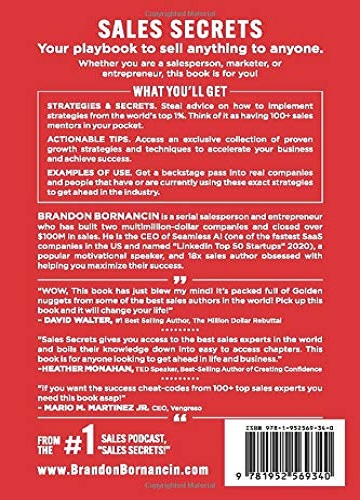 SALES SECRETS
Your playbook to sell anything to anyone.
Whether you are a salesperson, marketer, or
entrepreneur, this book is for you!
WHAT YOU'LL GET
STRATEGIES & SECRETS. Steal advice on how to implement
strategies from the world's top 1%. Think of it as having 100+ sales
mentors in your pocket.
ACTIONABLE TIPS. Access an exclusive collection of proven
growth strategies and techniques to accelerate your business
and achieve success.
EXAMPLES OF USE. Get a backstage pass into real companies
and people that have or are currently using these exact strategies
to get ahead in the industry.
BRANDON BORNANCIN is a serial salesperson and entrepreneur
who has built two multimillion-dollar companies and closed over
$100M in sales. He is the CEO of Seamless AI (one of the fastest SaaS
companies in the US and named "LinkedIn Top 50 Startups" 2020), a
popular motivational speaker, and 18x sales author obsessed with
helping you maximize their success.
"WOW, This book has just blew my mind! It's packed full of Golden
nuggets from some of the best sales authors in the world! Pick up this
book and it will change your life!"
- DAVID WALTER, #1 Best Selling Author, The Million Dollar Rebuttal
"Sales Secrets gives you access to the best sales experts in the world
and boils their knowledge down into easy to access chapters. This
book is for anyone looking to get ahead in life and business."
-HEATHER MONAHAN, TED Speaker, Best-Selling Author of Creating Confidence
"If you want the success cheat-codes from 100+ top sales experts you
need this book asap!"
- MARIO M. MARTINEZ JR. CEO, Vengreso
FROM THE #1 SALES PODCAST, "SALES SECRETS!"
www.BrandonBornancin.com
ISBN 978-1-952569-34-0
9 781952 569340